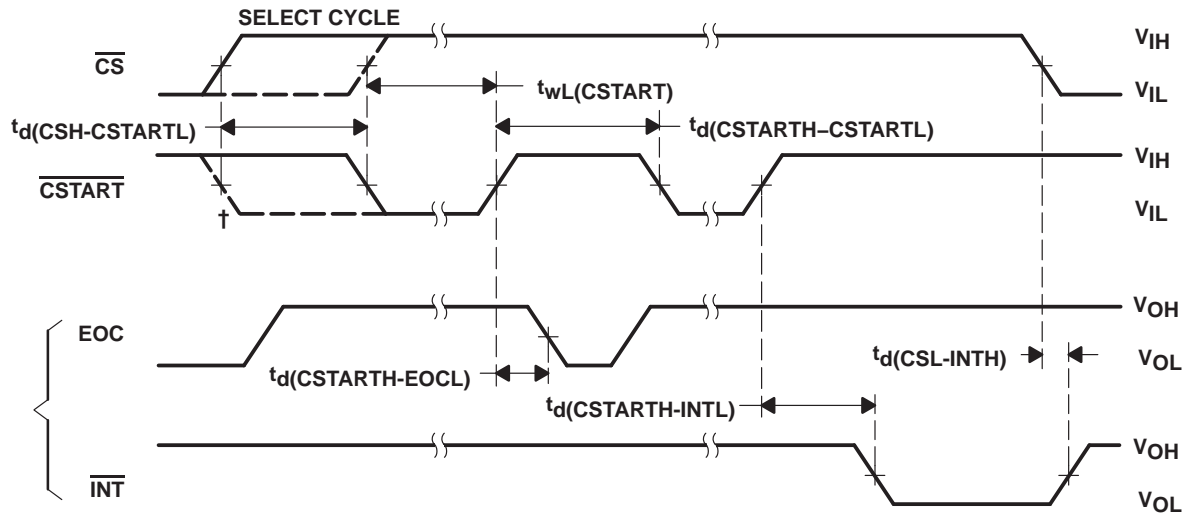 SELECT CYCLE
CS
VIH
VIL
twL(CSTART)
td(CSH-CSTARTL)
td(CSTARTH–CSTARTL)
CSTART
VIH
VIL
†
EOC
VOH
VOL
td(CSL-INTH)
td(CSTARTH-EOCL)
td(CSTARTH-INTL)
INT
VOH
VOL